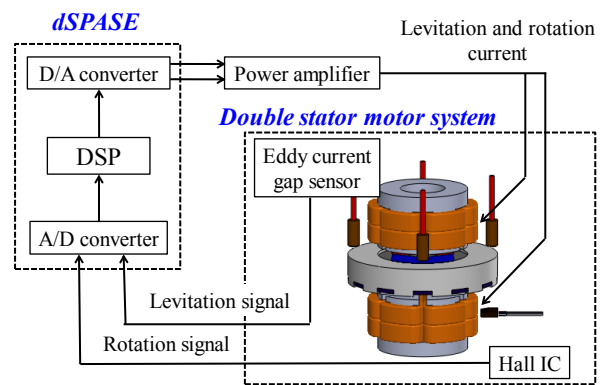 dSPASE
D/A converter
DSP
A/D converter
Power amplifier
Levitation and rotation
current
Double stator motor system
Eddy current
gap sensor
Levitation signal
Rotation signal
Hall IC